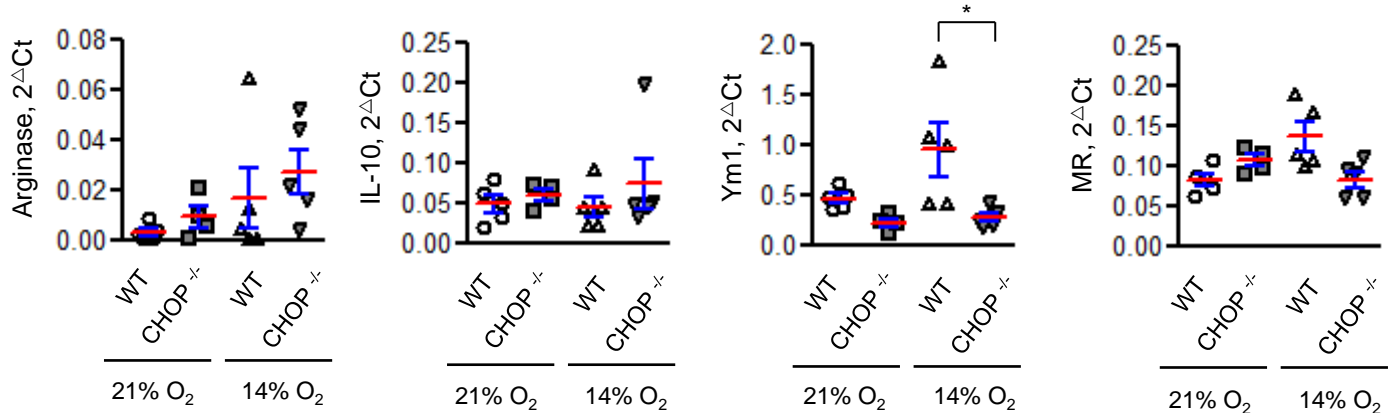 *
Arginase, 2△Ct
0.08
0.06
0.04
0.02
0.00
WT
CHOP -/-
WT
CHOP -/-
21% O2
14% O2
IL-10, 2△Ct
0.25
0.20
0.15
0.10
0.05
0.00
WT
CHOP -/-
WT
CHOP -/-
21% O2
14% O2
Ym1, 2△Ct
2.0
1.5
1.0
0.5
0.0
WT
CHOP -/-
WT
CHOP -/-
21% O2
14% O2
MR, 2△Ct
0.25
0.20
0.15
0.10
0.05
0.00
WT
CHOP -/-
WT
CHOP -/-
21% O2
14% O2